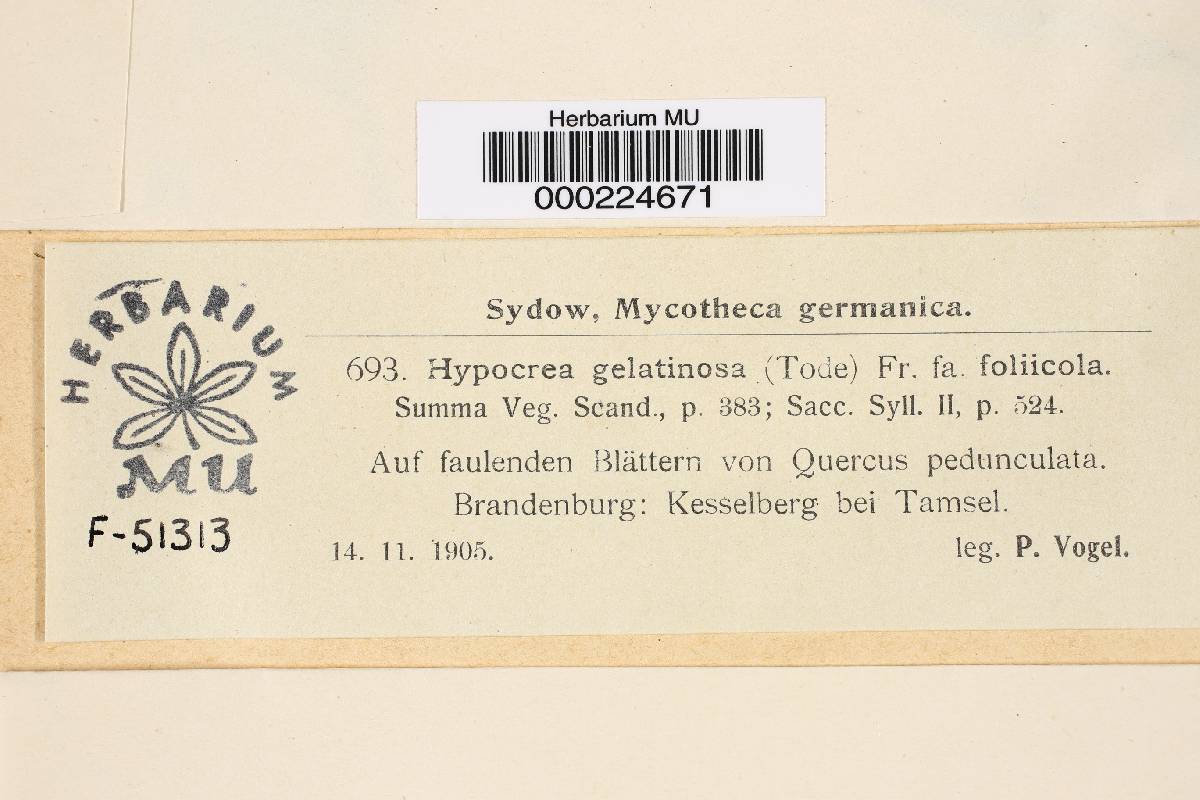 Herbarium MU
000224671
HERBARIUM
MU
F-51313
Sydow, Mycotheca germanica.
693. Hypocrea gelatinosa (Tode) Fr. fa. foliicola.
Summa Veg. Scand., p. 383; Sacc. Syll. II, p. 524.
Auf faulenden Blättern von Quercus pedunculata.
Brandenburg: Kesselberg bei Tamsel.
14. 11. 1905. leg. P. Vogel.